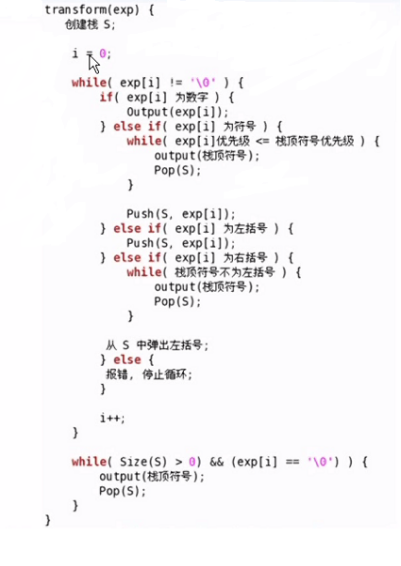 transform(exp) {
创建栈 S;
i = 0;
while( exp[i] != '\0' ) {
if( exp[i] 为数字 ) {
Output(exp[i]);
} else if( exp[i] 为符号 ) {
while( exp[i]优先级 <= 栈顶符号优先级 ) {
output(栈顶符号);
Pop(S);
}
Push(S, exp[i]);
} else if( exp[i] 为左括号 ) {
Push(S, exp[i]);
} else if( exp[i] 为右括号 ) {
while( 栈顶符号不为左括号 ) {
output(栈顶符号);
Pop(S);
}
从 S 中弹出左括号;
} else {
报错, 停止循环;
}
i++;
}
while( Size(S) > 0) && (exp[i] == '\0') ) {
output(栈顶符号);
Pop(S);
}
}